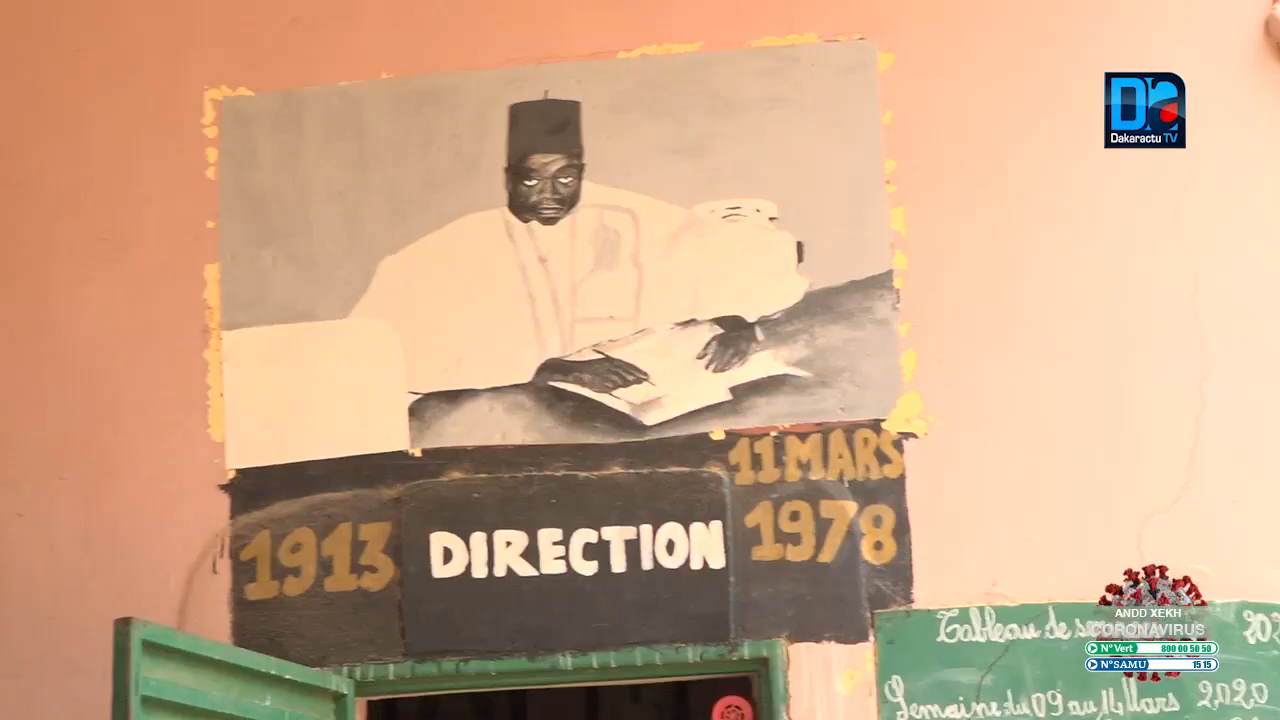 Dakaractu TV
11 MARS
1913 DIRECTION 1978
ANDD XEKH
CORONAVIRUS
N°Vert 800 00 50 50
N°SAMU 15 15
Tableau de
Semaine du 09 au 14 Mars 2020